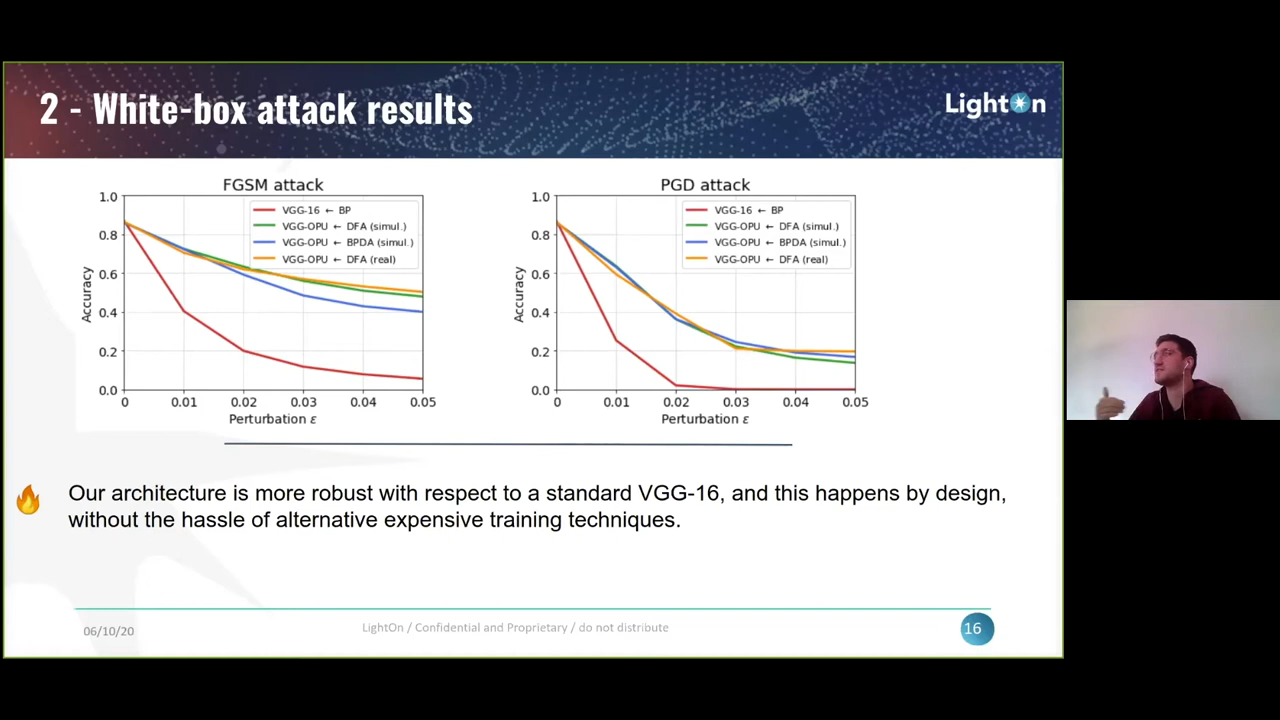 2 - White-box attack results
LightOn
FGSM attack
1.0
0.8
0.6
0.4
0.2
0.0
Accuracy
VGG-16 ← BP
VGG-OPU ← DFA (simul.)
VGG-OPU ← BPDA (simul.)
VGG-OPU ← DFA (real)
0 0.01 0.02 0.03 0.04 0.05
Perturbation ε
PGD attack
1.0
0.8
0.6
0.4
0.2
0.0
Accuracy
VGG-16 ← BP
VGG-OPU ← DFA (simul.)
VGG-OPU ← BPDA (simul.)
VGG-OPU ← DFA (real)
0 0.01 0.02 0.03 0.04 0.05
Perturbation ε
Our architecture is more robust with respect to a standard VGG-16, and this happens by design,
without the hassle of alternative expensive training techniques.
06/10/20
LightOn / Confidential and Proprietary / do not distribute
16